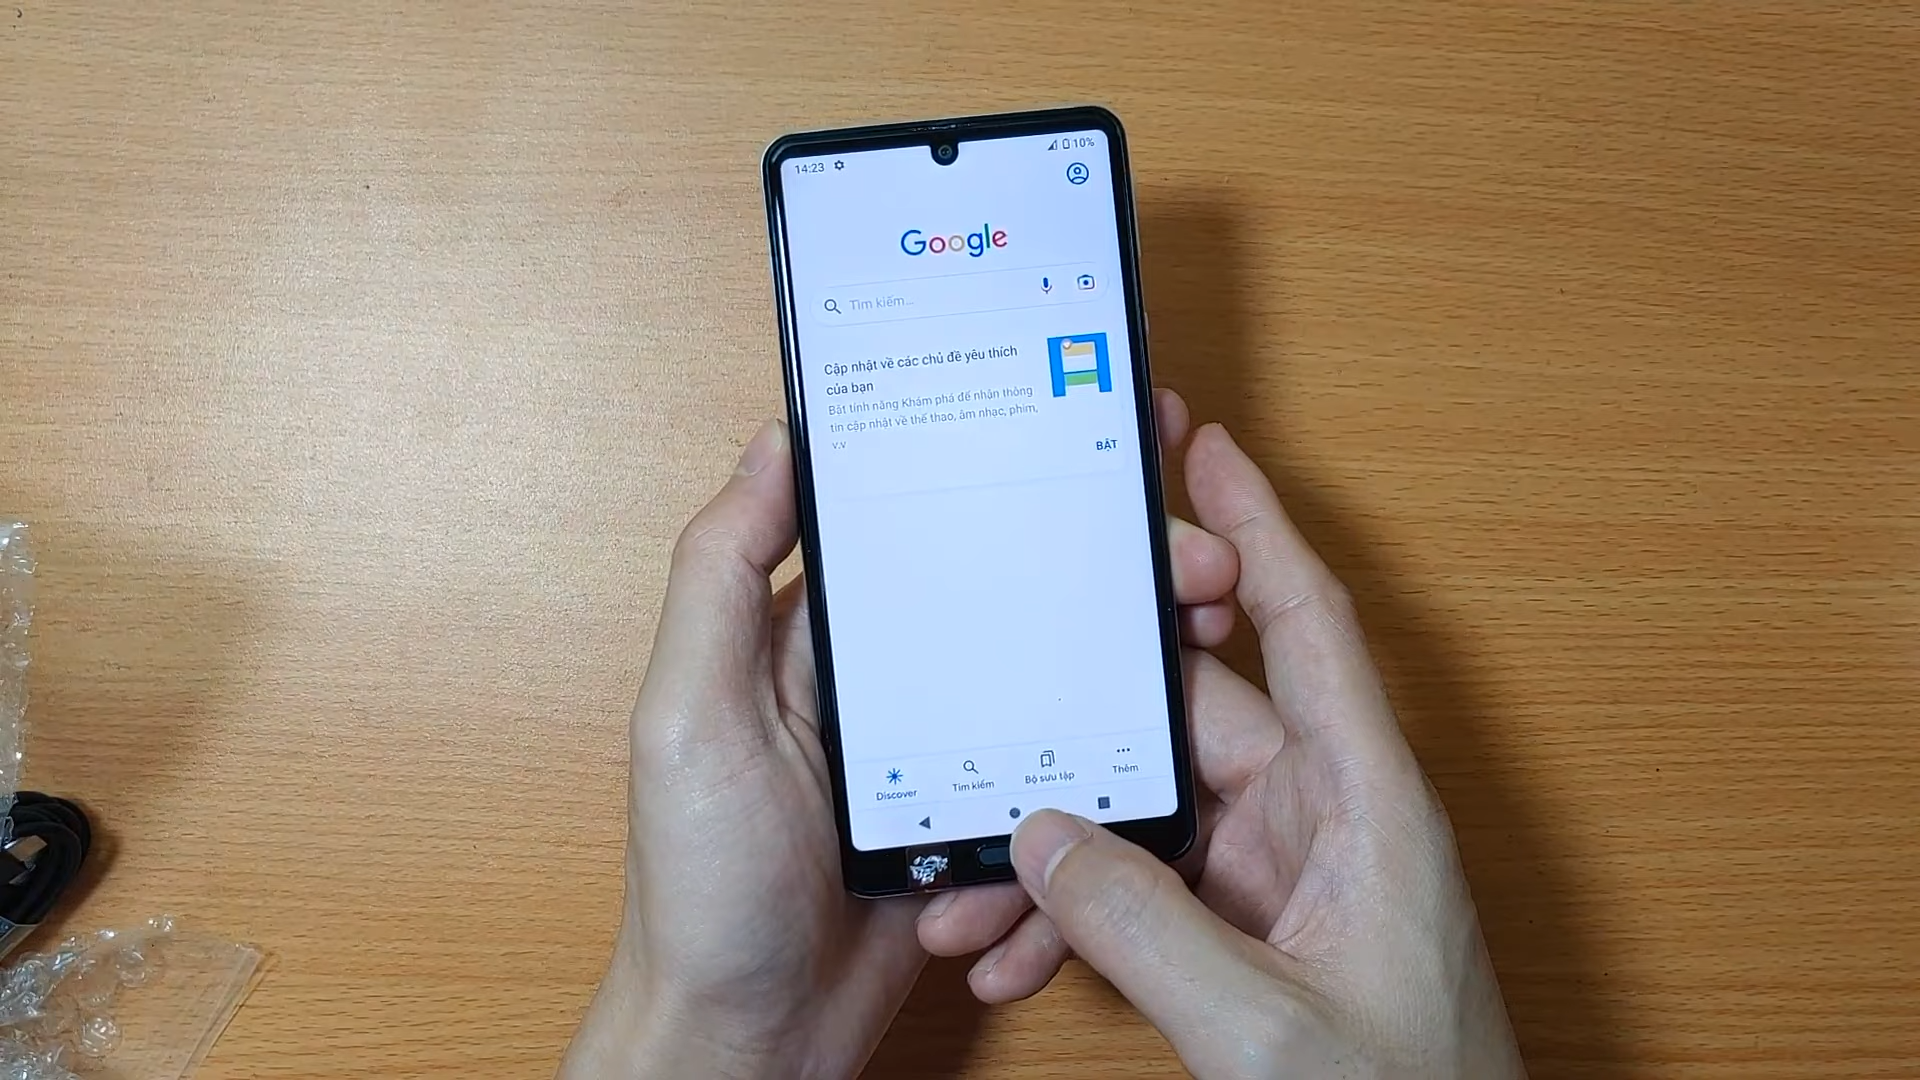 14:23
10%
Google
Tìm kiếm...
Cập nhật về các chủ đề yêu thích
của bạn
Bật tính năng Khám phá để nhận thông
tin cập nhật về thể thao, âm nhạc, phim,
v.v
BẬT
Discover
Tìm kiếm
Bộ sưu tập
Thêm